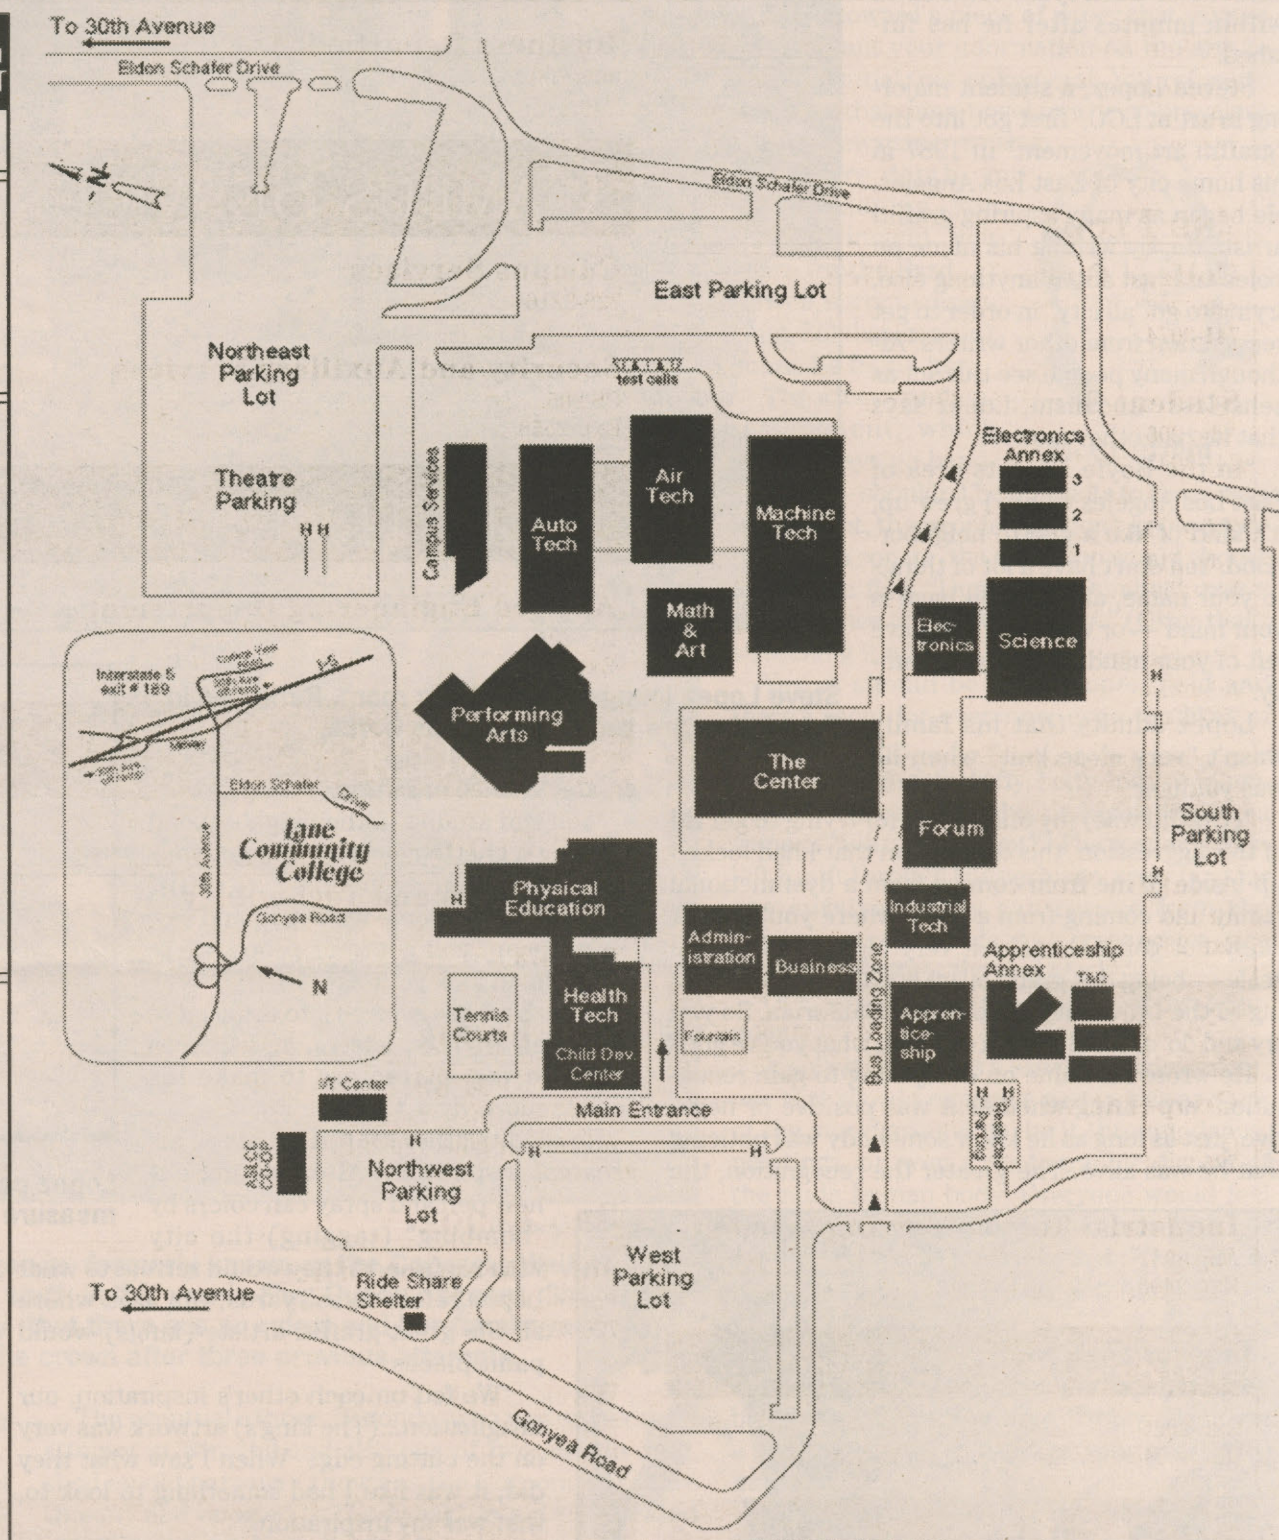 To 30th Avenue
Eldon Schafer Drive
N
Eldon Schafer Drive
East Parking Lot
Northeast
Parking
Lot
test cells
Theatre
Parking
H H
Campus Services
Auto
Tech
Air
Tech
Machine
Tech
Electronics
Annex
3
2
1
Math
&
Art
Elec-
tronics
Science
H
Interstate 5
exit # 189
I-5
Eldon Schafer
Drive
30th Avenue
Lane
Community
College
Gonyea Road
N
Performing
Arts
The
Center
Forum
South
Parking
Lot
H
Physical
Education
H
Industrial
Tech
Admin-
istration
Business
Bus Loading Zone
Apprenticeship
Annex
T&D
Tennis
Courts
Health
Tech
Child Dev
Center
Fountain
Appren-
tice-
ship
I/T Center
Main Entrance
H H
Restricted
Parking
ASLCC
CO-OP
H
Northwest
Parking
Lot
H H
West
Parking
Lot
Ride Share
Shelter
To 30th Avenue
Gonyea Road